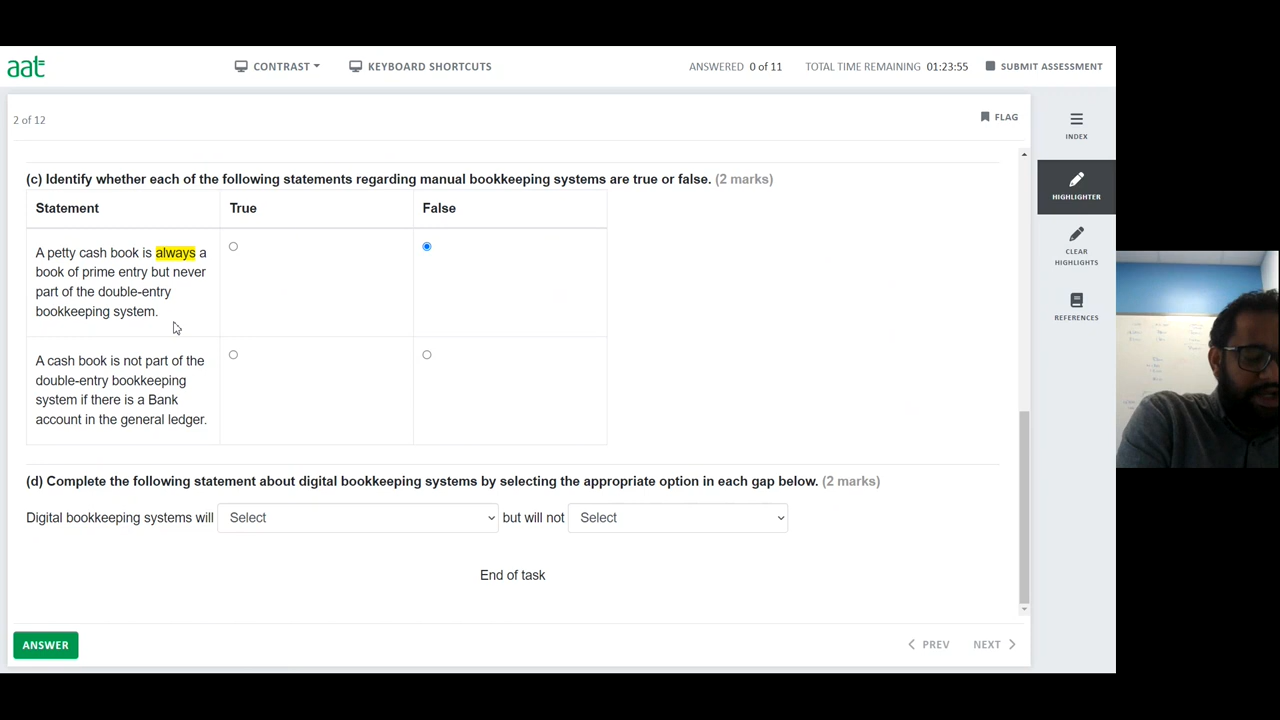 aat
CONTRAST
KEYBOARD SHORTCUTS
ANSWERED 0 of 11
TOTAL TIME REMAINING 01:23:55
SUBMIT ASSESSMENT
2 of 12
FLAG
INDEX
HIGHLIGHTER
CLEAR
HIGHLIGHTS
REFERENCES
(c) Identify whether each of the following statements regarding manual bookkeeping systems are true or false. (2 marks)
Statement True False
A petty cash book is always a
book of prime entry but never
part of the double-entry
bookkeeping system.
A cash book is not part of the
double-entry bookkeeping
system if there is a Bank
account in the general ledger.
(d) Complete the following statement about digital bookkeeping systems by selecting the appropriate option in each gap below. (2 marks)
Digital bookkeeping systems will Select but will not Select
End of task
ANSWER
PREV
NEXT